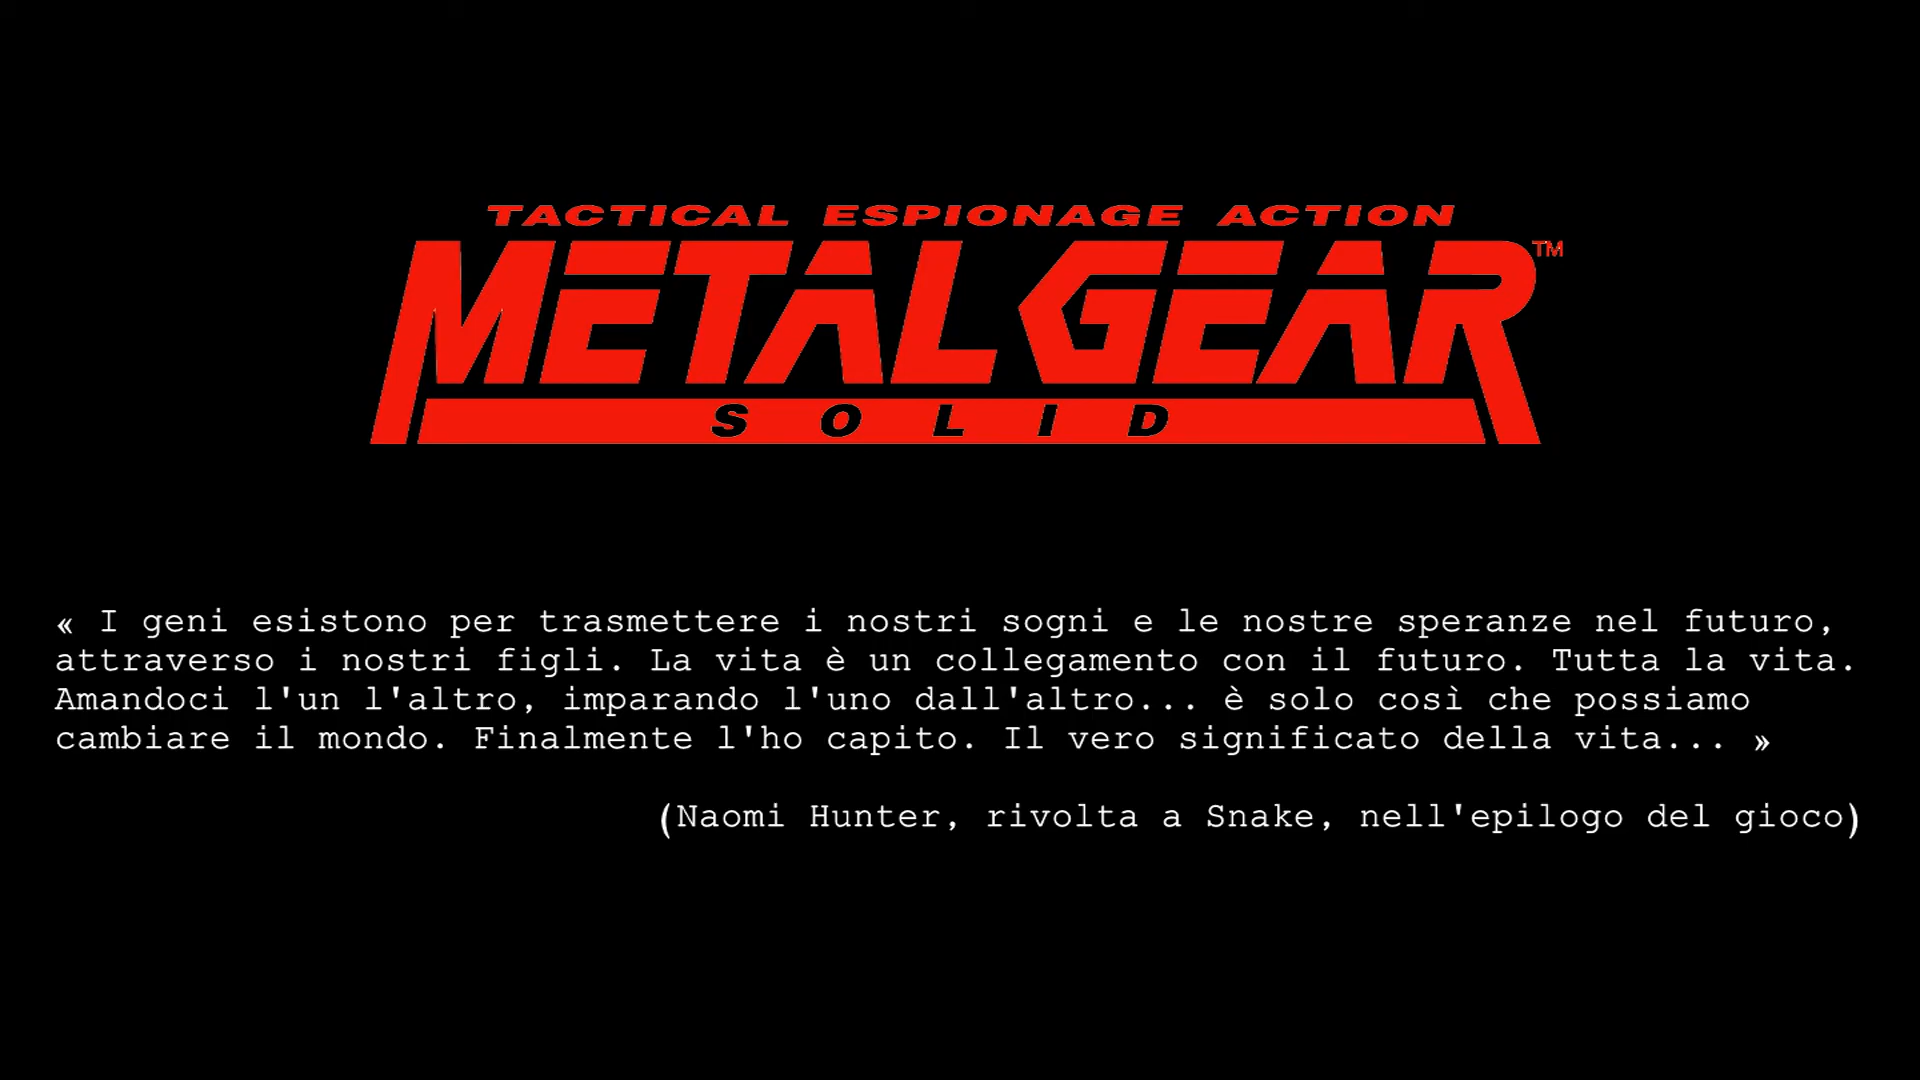 TACTICAL ESPIONAGE ACTION
METAL GEAR™
SOLID
« I geni esistono per trasmettere i nostri sogni e le nostre speranze nel futuro,
attraverso i nostri figli. La vita è un collegamento con il futuro. Tutta la vita.
Amandoci l'un l'altro, imparando l'uno dall'altro... è solo così che possiamo
cambiare il mondo. Finalmente l'ho capito. Il vero significato della vita... »
(Naomi Hunter, rivolta a Snake, nell'epilogo del gioco)